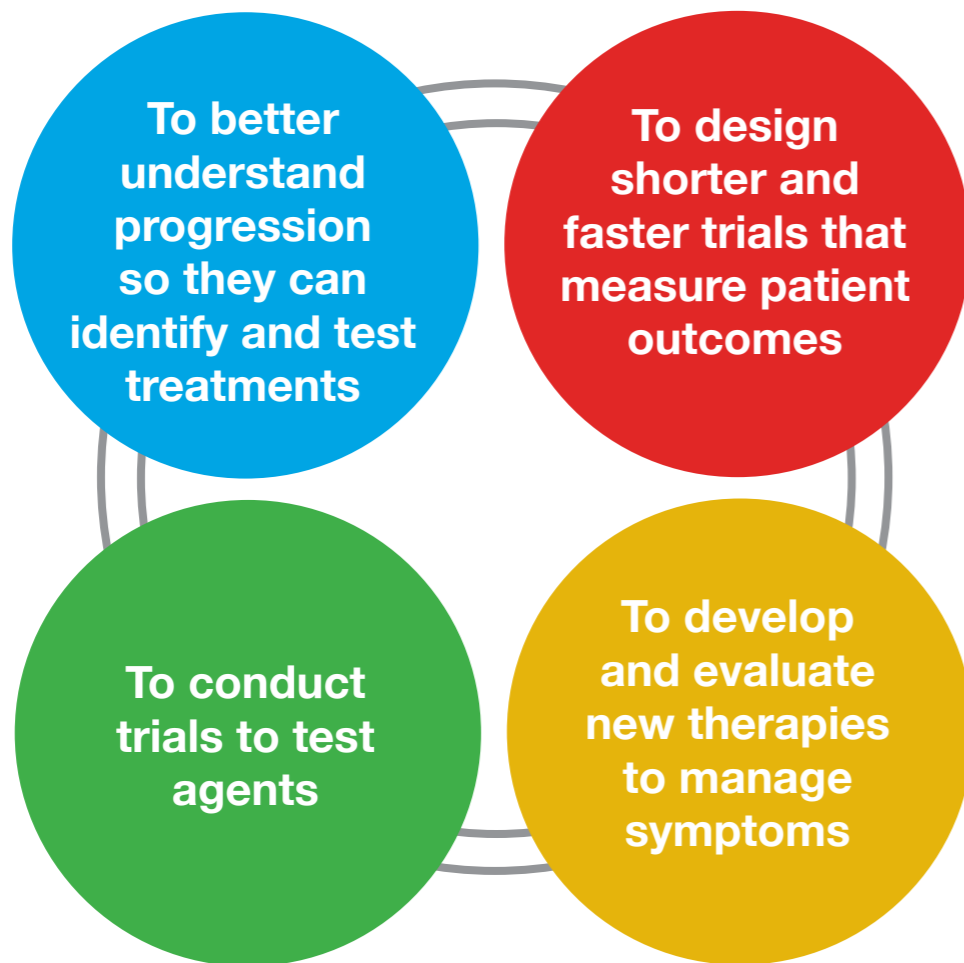 To better
understand
progression
so they can
identify and test
treatments
To design
shorter and
faster trials that
measure patient
outcomes
To conduct
trials to test
agents
To develop
and evaluate
new therapies
to manage
symptoms